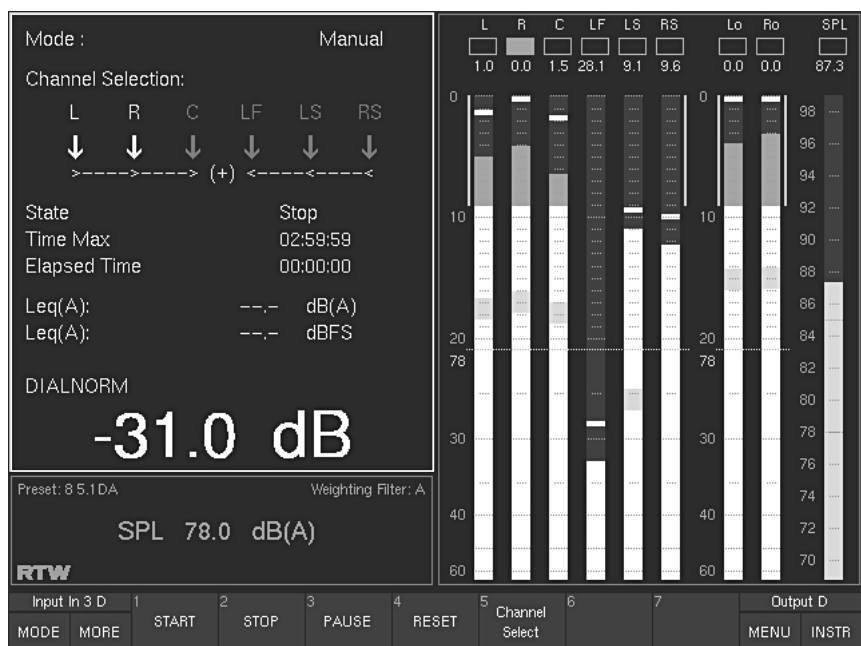 Mode : Manual
Channel Selection:
L R C LF LS RS
>---->----> (+) <----<----<
State Stop
Time Max 02:59:59
Elapsed Time 00:00:00
Leq(A): --.- dB(A)
Leq(A): --.- dBFS
DIALNORM
-31.0 dB
Preset: 8 5.1DA Weighting Filter: A
SPL 78.0 dB(A)
RTW
L R C LF LS RS Lo Ro SPL
1.0 0.0 1.5 28.1 9.1 9.6 0.0 0.0 87.3
0 0
10 10
20 20
78 78
30 30
40 40
60 60
98
96
94
92
90
88
86
84
82
80
78
76
74
72
70
Input In 3 D 1 2 3 4 5 6 7 Output D
MODE MORE START STOP PAUSE RESET Channel Select MENU INSTR